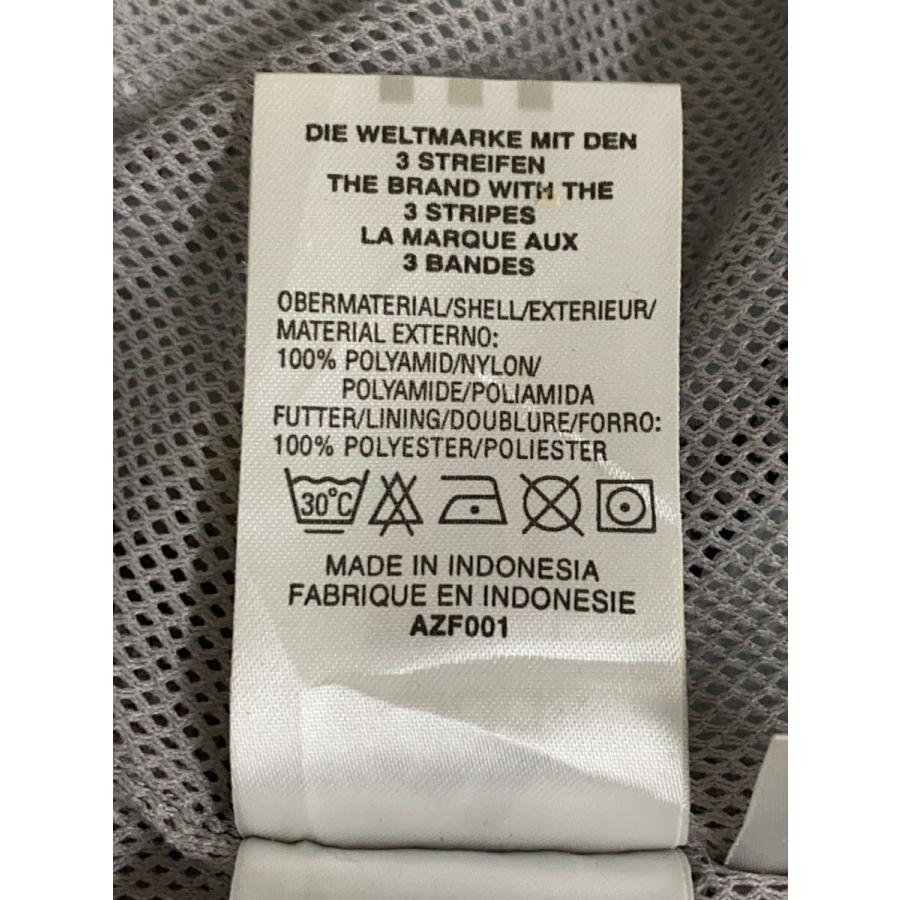 DIE WELTMARKE MIT DEN
3 STREIFEN
THE BRAND WITH THE
3 STRIPES
LA MARQUE AUX
3 BANDES
OBERMATERIAL/SHELL/EXTERIEUR/
MATERIAL EXTERNO:
100% POLYAMID/NYLON/
POLYAMIDE/POLIAMIDA
FUTTER/LINING/DOUBLURE/FORRO:
100% POLYESTER/POLIESTER
30°C
MADE IN INDONESIA
FABRIQUE EN INDONESIE
AZF001